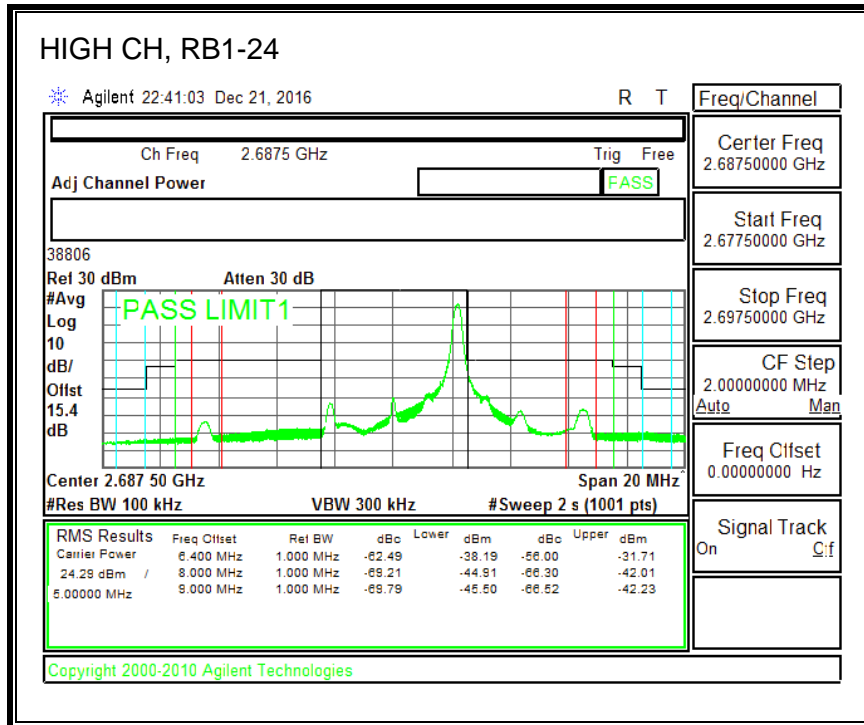 HIGH CH, RB1-24
Agilent 22:41:03 Dec 21, 2016 R T
Freq/Channel
Ch Freq 2.6875 GHz Trig Free
Adj Channel Power PASS
Center Freq
2.68750000 GHz
Start Freq
2.67750000 GHz
38806
Ref 30 dBm Atten 30 dB
#Avg
Log
10
dB/
Offst
15.4
dB
PASS LIMIT1
Stop Freq
2.69750000 GHz
CF Step
2.00000000 MHz
Auto Man
Freq Offset
0.00000000 Hz
Center 2.687 50 GHz Span 20 MHz
#Res BW 100 kHz VBW 300 kHz #Sweep 2 s (1001 pts)
Signal Track
On Off
RMS Results Freq Offset Ref BW dBc Lower dBm dBc Upper dBm
Carrier Power 6.400 MHz 1.000 MHz -62.49 -38.19 -56.00 -31.71
24.29 dBm / 8.000 MHz 1.000 MHz -69.21 -44.91 -66.30 -42.01
5.00000 MHz 9.000 MHz 1.000 MHz -69.79 -45.50 -66.52 -42.23
Copyright 2000-2010 Agilent Technologies